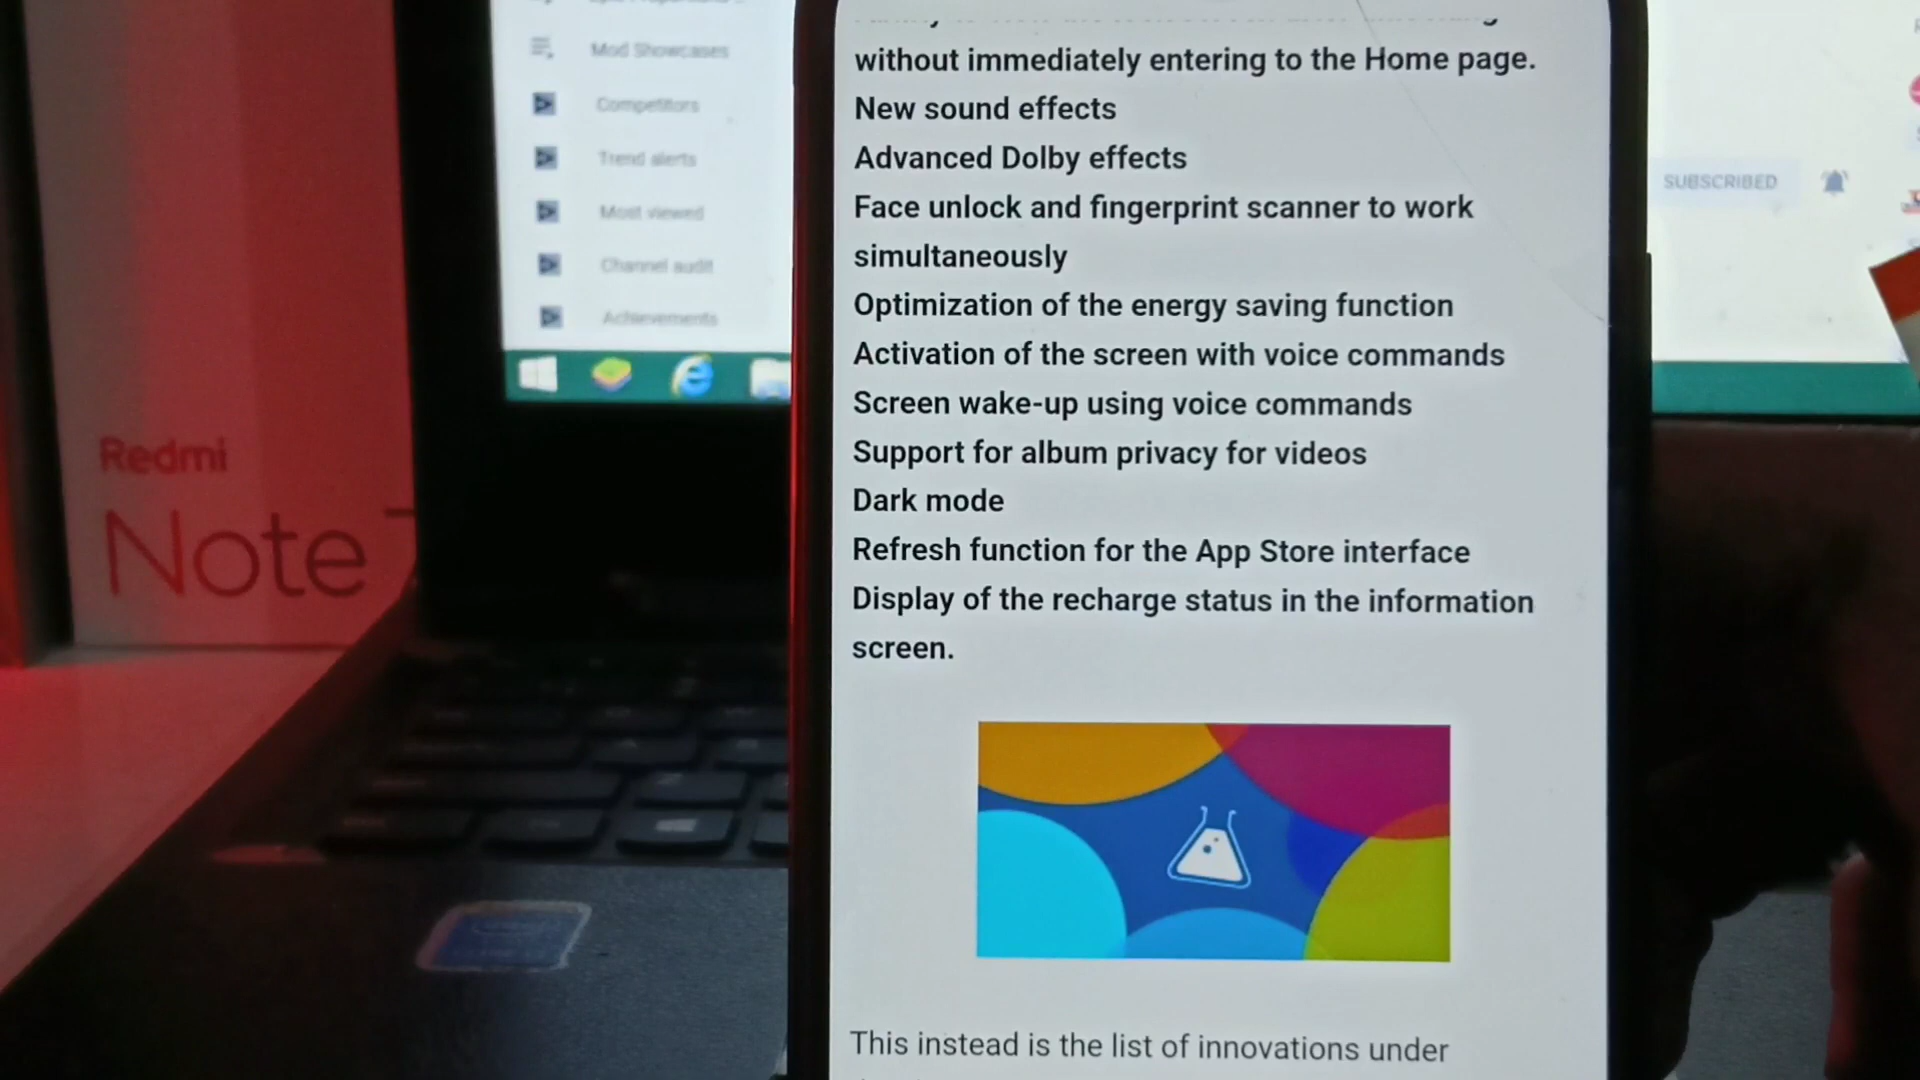 Mod Showcases
Competitors
Trend alerts
Most viewed
Channel audit
Achievements
Redmi
Note
without immediately entering to the Home page.
New sound effects
Advanced Dolby effects
Face unlock and fingerprint scanner to work
simultaneously
Optimization of the energy saving function
Activation of the screen with voice commands
Screen wake-up using voice commands
Support for album privacy for videos
Dark mode
Refresh function for the App Store interface
Display of the recharge status in the information
screen.
This instead is the list of innovations under
SUBSCRIBED